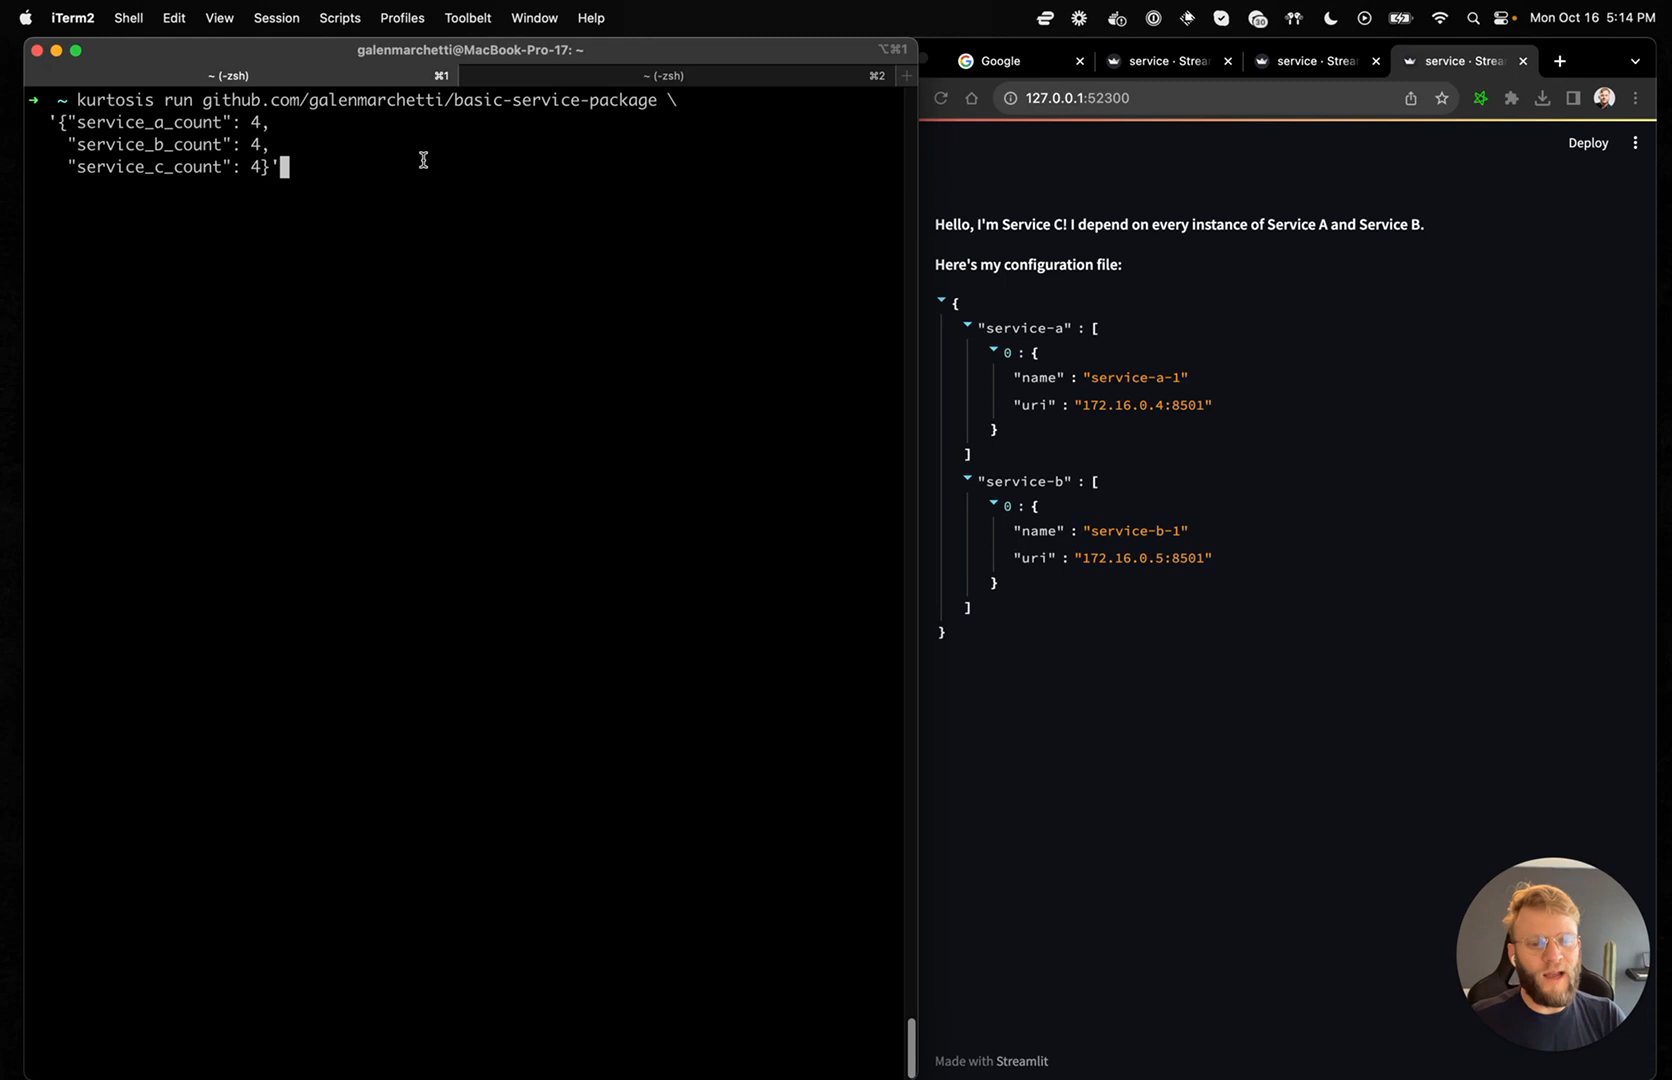 iTerm2 Shell Edit View Session Scripts Profiles Toolbelt Window Help
30
Mon Oct 16 5:14 PM
galenmarchetti@MacBook-Pro-17: ~
⌥⌘1
~ (-zsh) ⌘1
~ (-zsh) ⌘2
→ ~ kurtosis run github.com/galenmarchetti/basic-service-package \
'{"service_a_count": 4,
"service_b_count": 4,
"service_c_count": 4}'
Google
service · Strea
service · Strea
service · Strea
127.0.0.1:52300
Deploy
Hello, I'm Service C! I depend on every instance of Service A and Service B.
Here's my configuration file:
{
"service-a" : [
0 : {
"name" : "service-a-1"
"uri" : "172.16.0.4:8501"
}
]
"service-b" : [
0 : {
"name" : "service-b-1"
"uri" : "172.16.0.5:8501"
}
]
}
Made with Streamlit